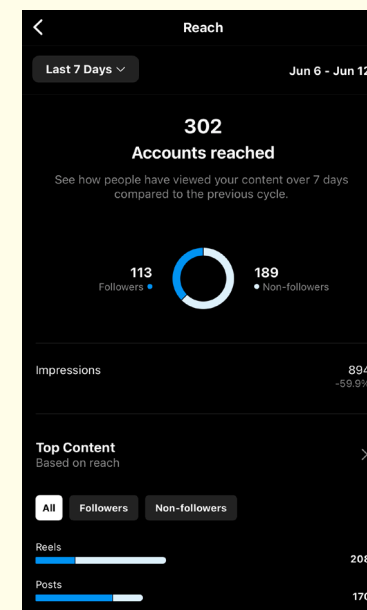 Reach
Last 7 Days
Jun 6 - Jun 12
302
Accounts reached
See how people have viewed your content over 7 days
compared to the previous cycle.
113
Followers
189
Non-followers
Impressions
894
-59.9%
Top Content
Based on reach
All Followers Non-followers
Reels
208
Posts
170